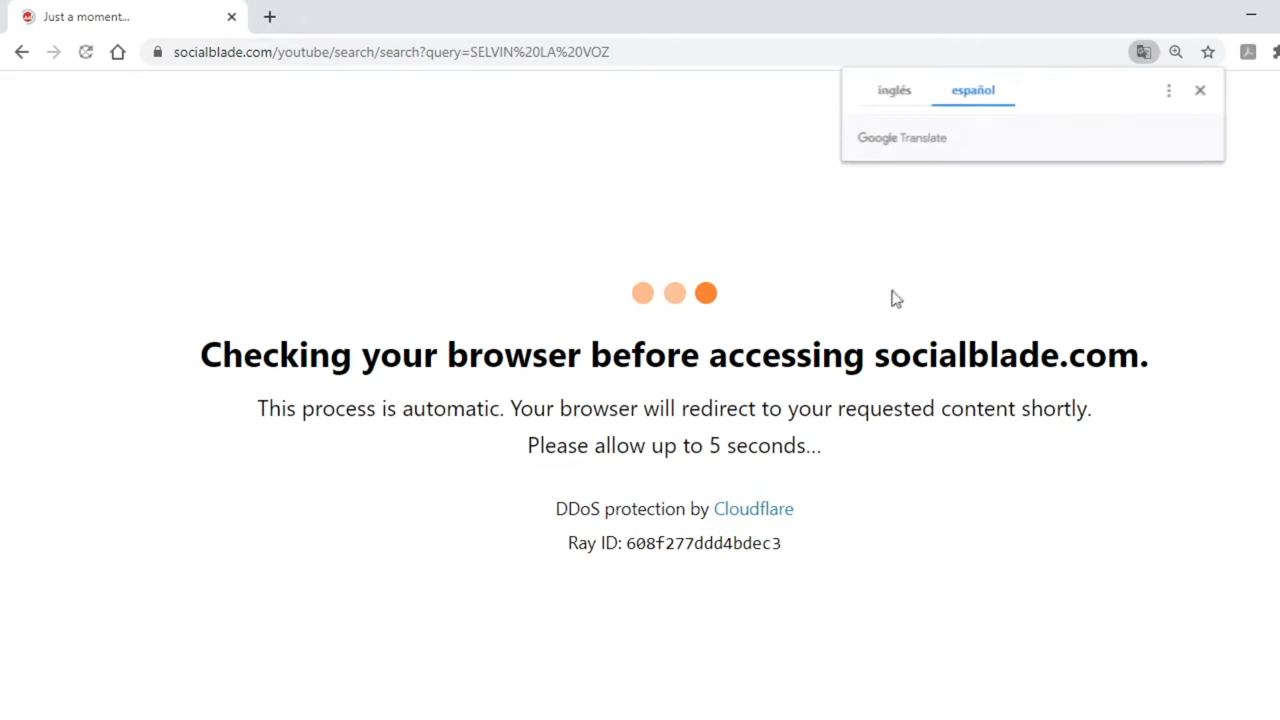 Just a moment...
socialblade.com/youtube/search/search?query=SELVIN%20LA%20VOZ
inglés
español
Google Translate
Checking your browser before accessing socialblade.com.
This process is automatic. Your browser will redirect to your requested content shortly.
Please allow up to 5 seconds...
DDoS protection by Cloudflare
Ray ID: 608f277ddd4bdec3